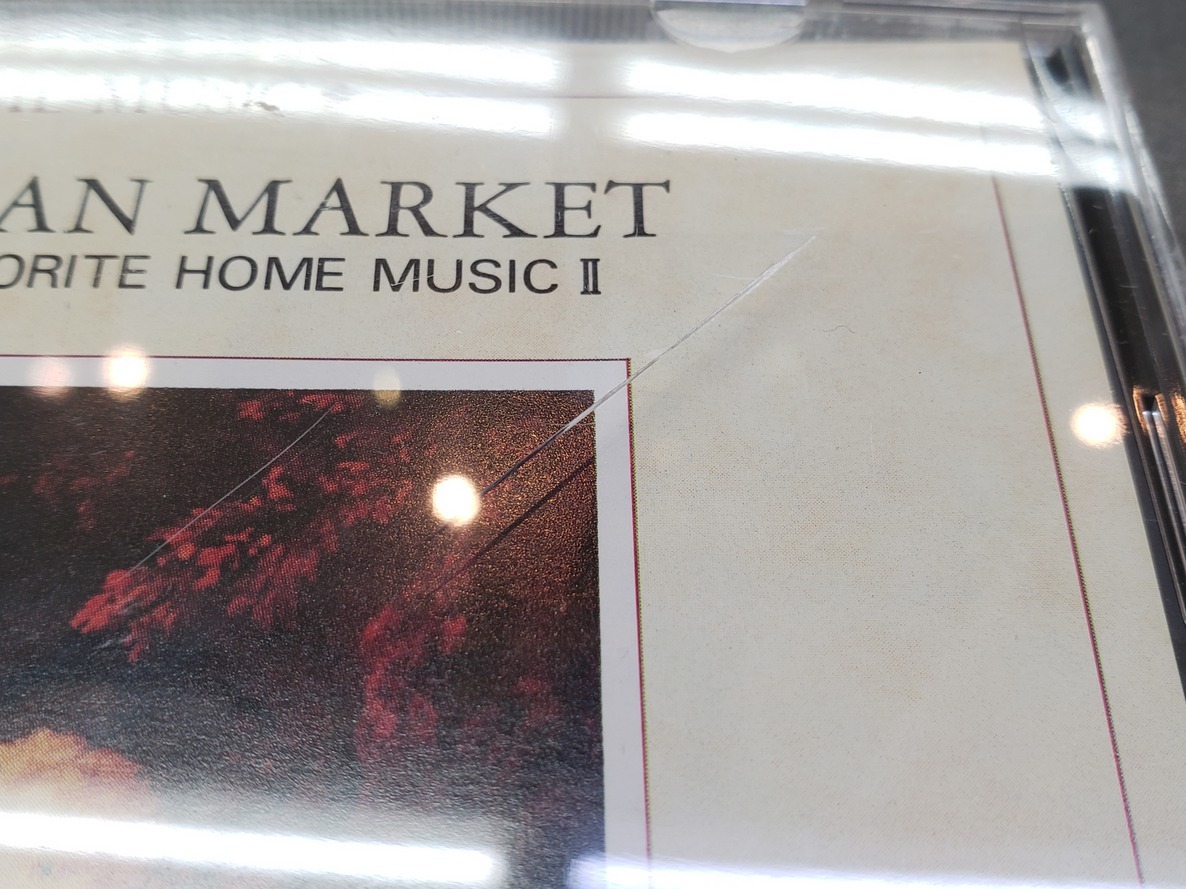 AN MARKET
ORITE HOME MUSIC Ⅱ